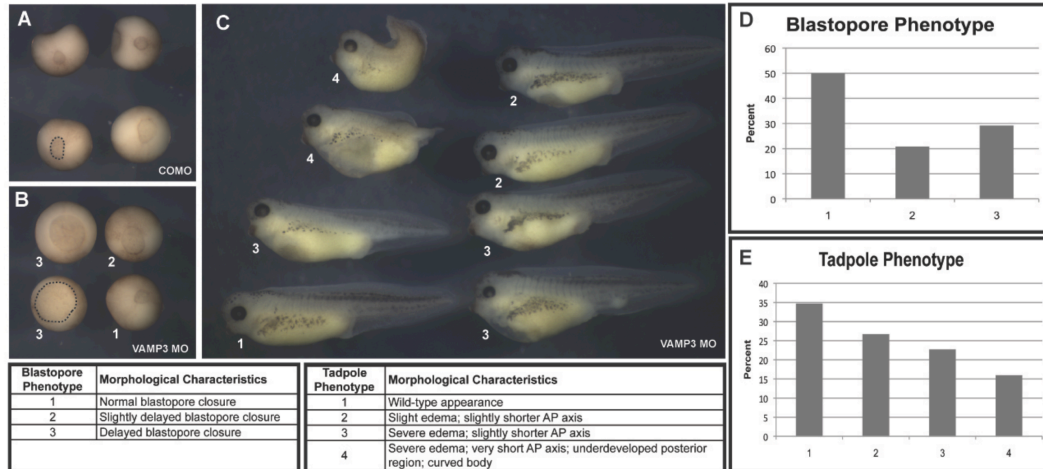 A
COMO
B
3
2
3
1
VAMP3 MO
C
4
2
4
2
3
3
1
3
VAMP3 MO
D
Blastopore Phenotype
Percent
60
50
40
30
20
10
0
1 2 3
E
Tadpole Phenotype
Percent
40
35
30
25
20
15
10
5
0
1 2 3 4
Blastopore Phenotype | Morphological Characteristics
1 | Normal blastopore closure
2 | Slightly delayed blastopore closure
3 | Delayed blastopore closure
Tadpole Phenotype | Morphological Characteristics
1 | Wild-type appearance
2 | Slight edema; slightly shorter AP axis
3 | Severe edema; slightly shorter AP axis
4 | Severe edema; very short AP axis; underdeveloped posterior
region; curved body